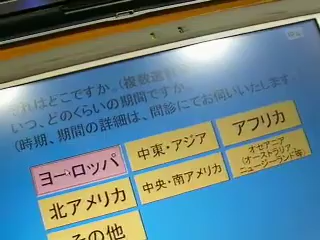 れはどこですか。(複数選択
いつ、どのくらいの期間ですか
(時期、期間の詳細は、問診にてお伺いいたします
ヨーロッパ
中東・アジア
アフリカ
北アメリカ
中央・南アメリカ
オセアニア
(オーストラリア、
ニュージーランド等)
その他